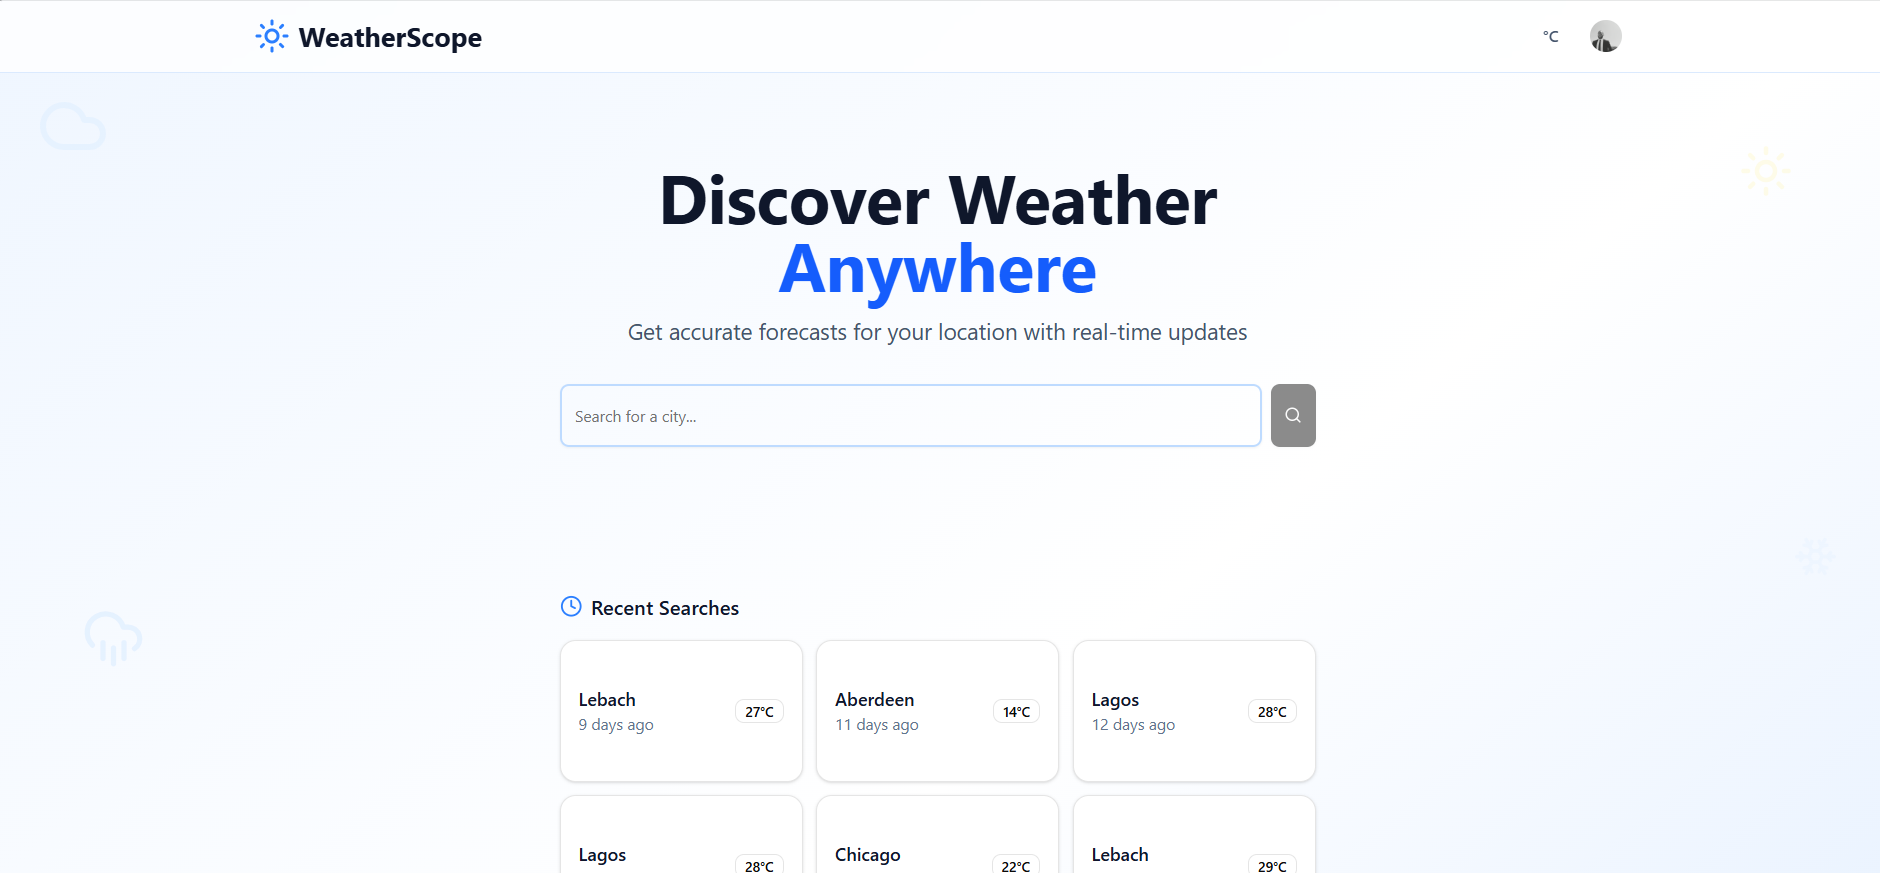 WeatherScope
°C
Discover Weather
Anywhere
Get accurate forecasts for your location with real-time updates
Search for a city...
Recent Searches
Lebach
9 days ago
27°C
Aberdeen
11 days ago
14°C
Lagos
12 days ago
28°C
Lagos
28°C
Chicago
22°C
Lebach
29°C